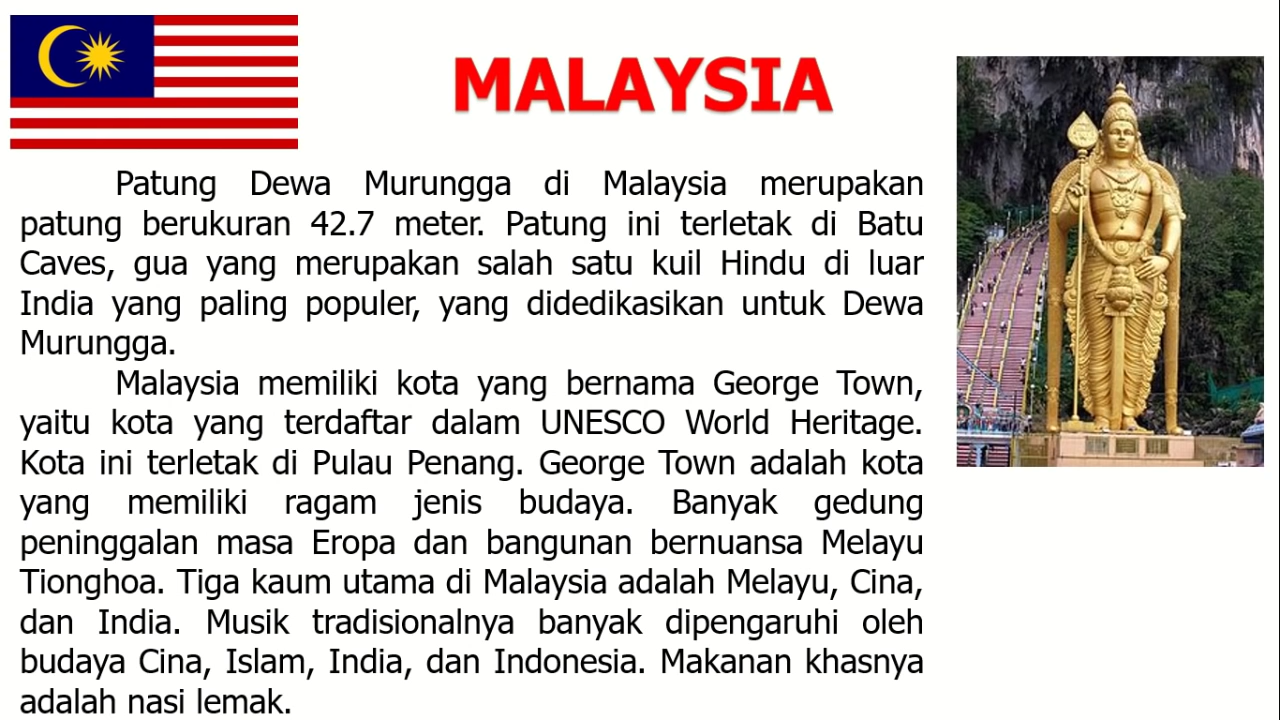 MALAYSIA
Patung Dewa Murungga di Malaysia merupakan
patung berukuran 42.7 meter. Patung ini terletak di Batu
Caves, gua yang merupakan salah satu kuil Hindu di luar
India yang paling populer, yang didedikasikan untuk Dewa
Murungga.
Malaysia memiliki kota yang bernama George Town,
yaitu kota yang terdaftar dalam UNESCO World Heritage.
Kota ini terletak di Pulau Penang. George Town adalah kota
yang memiliki ragam jenis budaya. Banyak gedung
peninggalan masa Eropa dan bangunan bernuansa Melayu
Tionghoa. Tiga kaum utama di Malaysia adalah Melayu, Cina,
dan India. Musik tradisionalnya banyak dipengaruhi oleh
budaya Cina, Islam, India, dan Indonesia. Makanan khasnya
adalah nasi lemak.